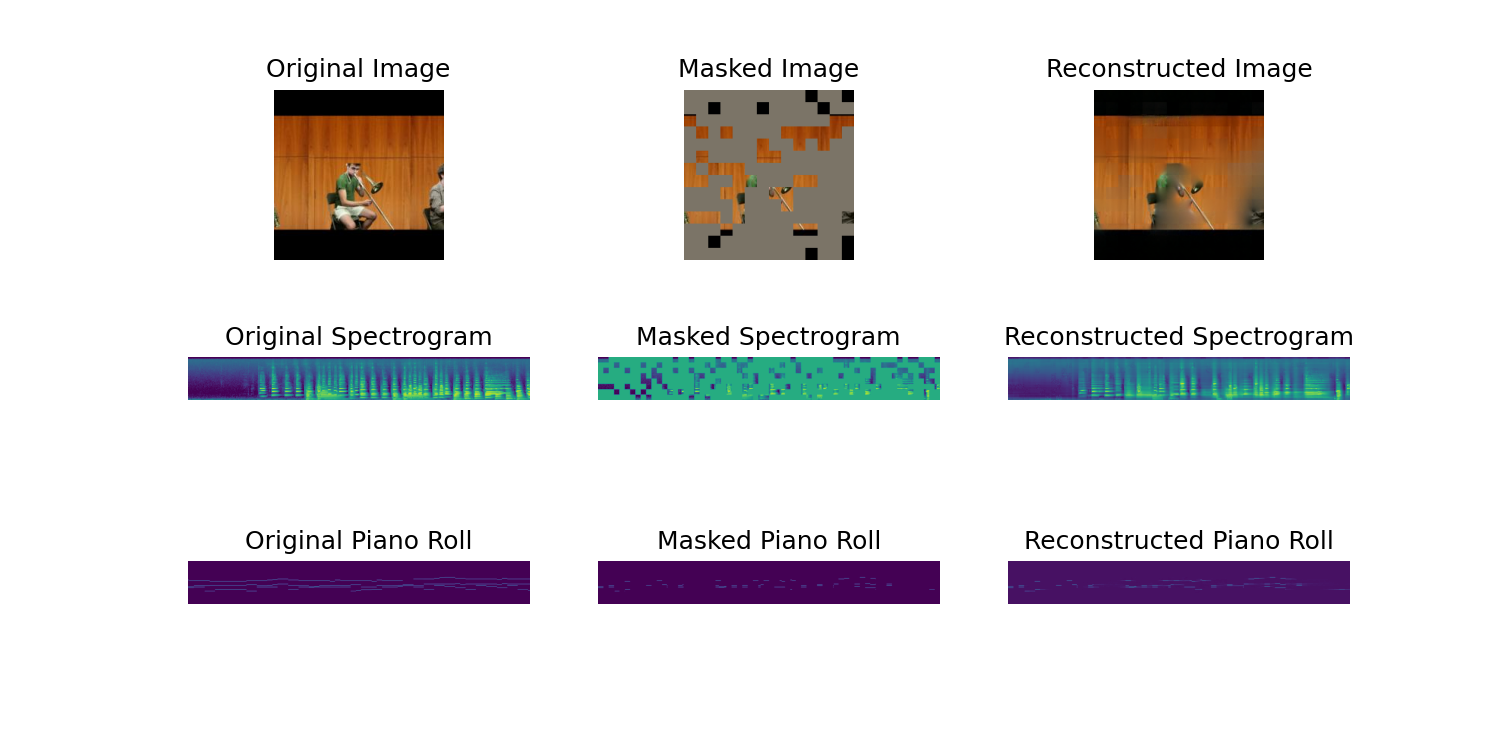 Original Image
Masked Image
Reconstructed Image
Original Spectrogram
Masked Spectrogram
Reconstructed Spectrogram
Original Piano Roll
Masked Piano Roll
Reconstructed Piano Roll